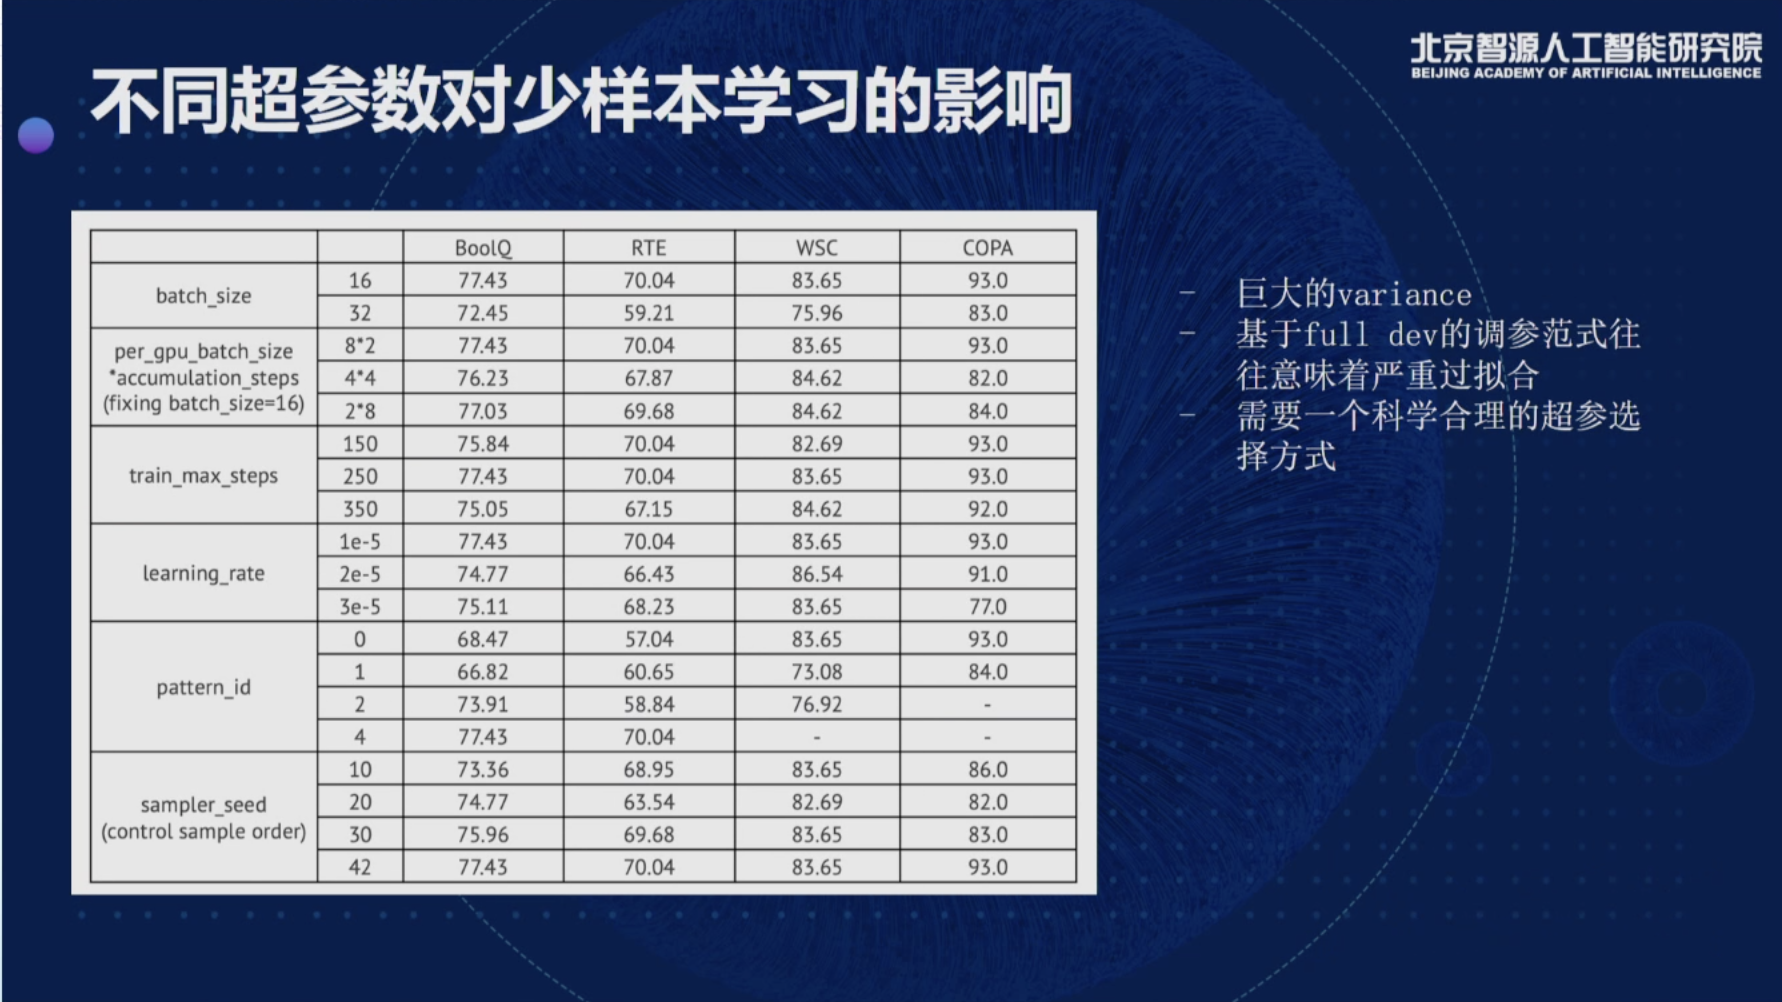 北京智源人工智能研究院
BEIJING ACADEMY OF ARTIFICIAL INTELLIGENCE
不同超参数对少样本学习的影响
BoolQ RTE WSC COPA
batch_size
16 77.43 70.04 83.65 93.0
32 72.45 59.21 75.96 83.0
per_gpu_batch_size
*accumulation_steps
(fixing batch_size=16)
8*2 77.43 70.04 83.65 93.0
4*4 76.23 67.87 84.62 82.0
2*8 77.03 69.68 84.62 84.0
train_max_steps
150 75.84 70.04 82.69 93.0
250 77.43 70.04 83.65 93.0
350 75.05 67.15 84.62 92.0
learning_rate
1e-5 77.43 70.04 83.65 93.0
2e-5 74.77 66.43 86.54 91.0
3e-5 75.11 68.23 83.65 77.0
pattern_id
0 68.47 57.04 83.65 93.0
1 66.82 60.65 73.08 84.0
2 73.91 58.84 76.92 -
4 77.43 70.04 - -
sampler_seed
(control sample order)
10 73.36 68.95 83.65 86.0
20 74.77 63.54 82.69 82.0
30 75.96 69.68 83.65 83.0
42 77.43 70.04 83.65 93.0
- 巨大的variance
- 基于full dev的调参范式往
往意味着严重过拟合
- 需要一个科学合理的超参选
择方式